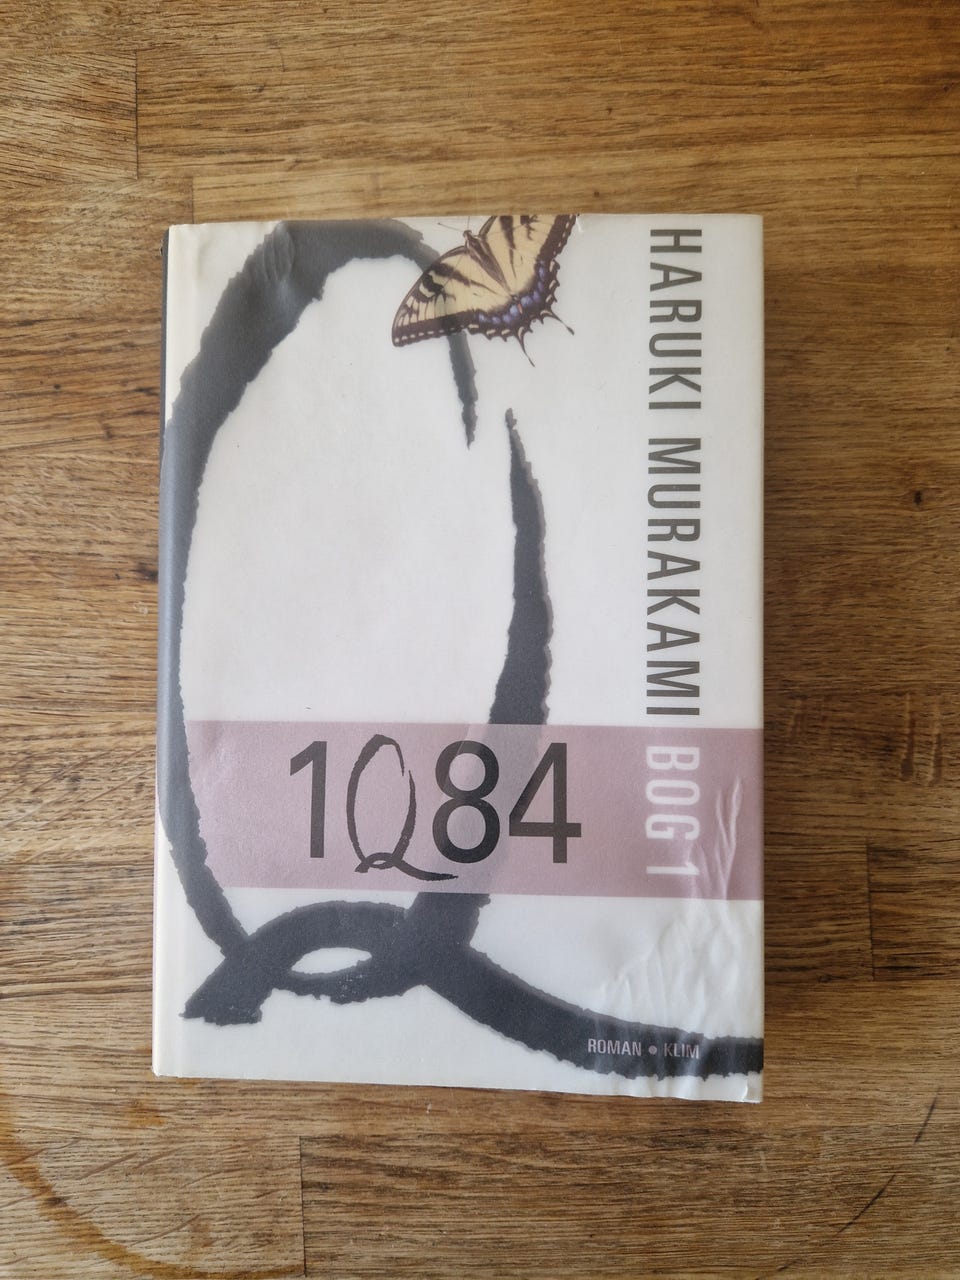 HARUKI MURAKAMI BOG 1
1Q84
ROMAN • KLIM